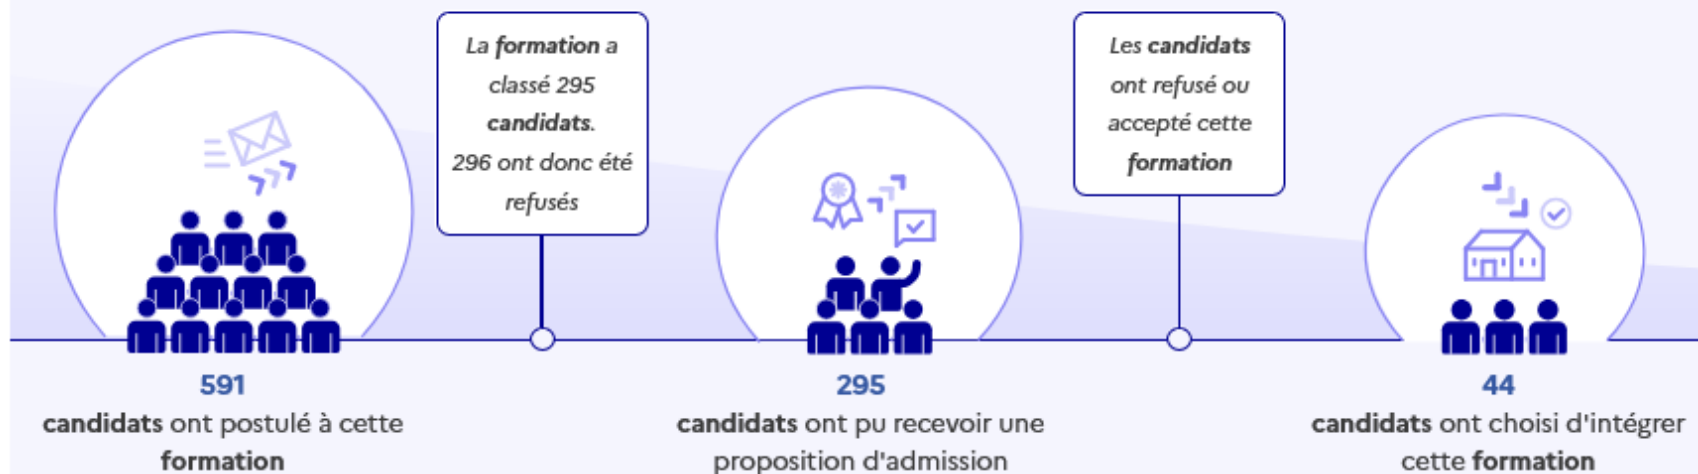 La formation a
classé 295
candidats.
296 ont donc été
refusés
Les candidats
ont refusé ou
accepté cette
formation
591
candidats ont postulé à cette
formation
295
candidats ont pu recevoir une
proposition d'admission
44
candidats ont choisi d'intégrer
cette formation